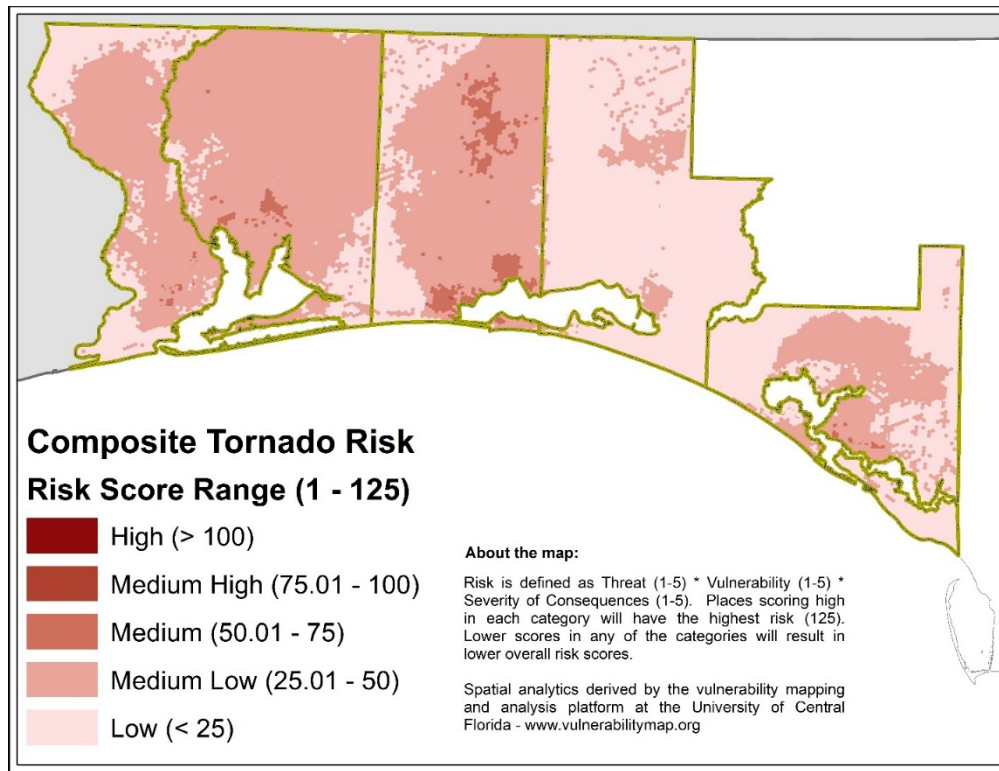 Composite Tornado Risk
Risk Score Range (1 - 125)
High (> 100)
Medium High (75.01 - 100)
Medium (50.01 - 75)
Medium Low (25.01 - 50)
Low (< 25)
About the map:
Risk is defined as Threat (1-5) * Vulnerability (1-5) *
Severity of Consequences (1-5). Places scoring high
in each category will have the highest risk (125).
Lower scores in any of the categories will result in
lower overall risk scores.
Spatial analytics derived by the vulnerability mapping
and analysis platform at the University of Central
Florida - www.vulnerabilitymap.org